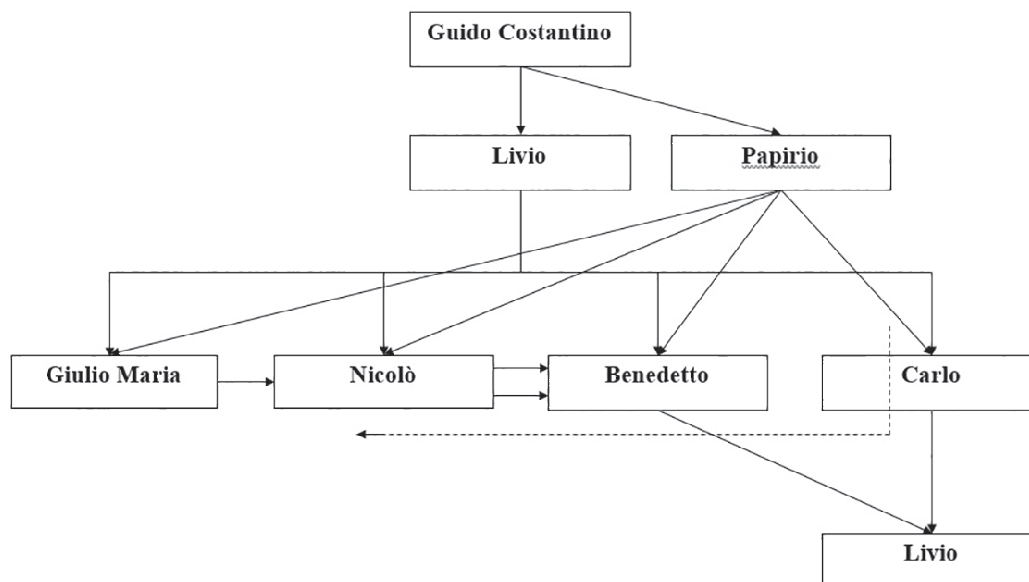 Guido Costantino
Livio
Papirio
Giulio Maria
Nicolò
Benedetto
Carlo
Livio